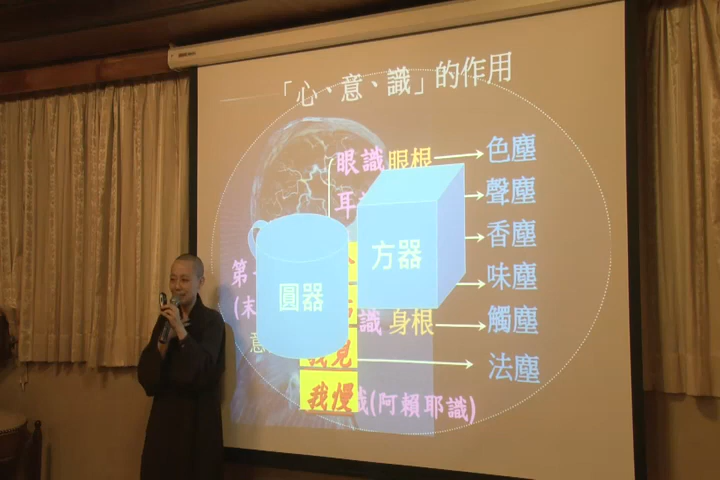 「心、意、識」的作用
眼識 眼根 色塵
耳 聲塵
香塵
味塵
識 身根 觸塵
第
(末
意
法塵
圓器
方器
我見
我慢
(阿賴耶識)